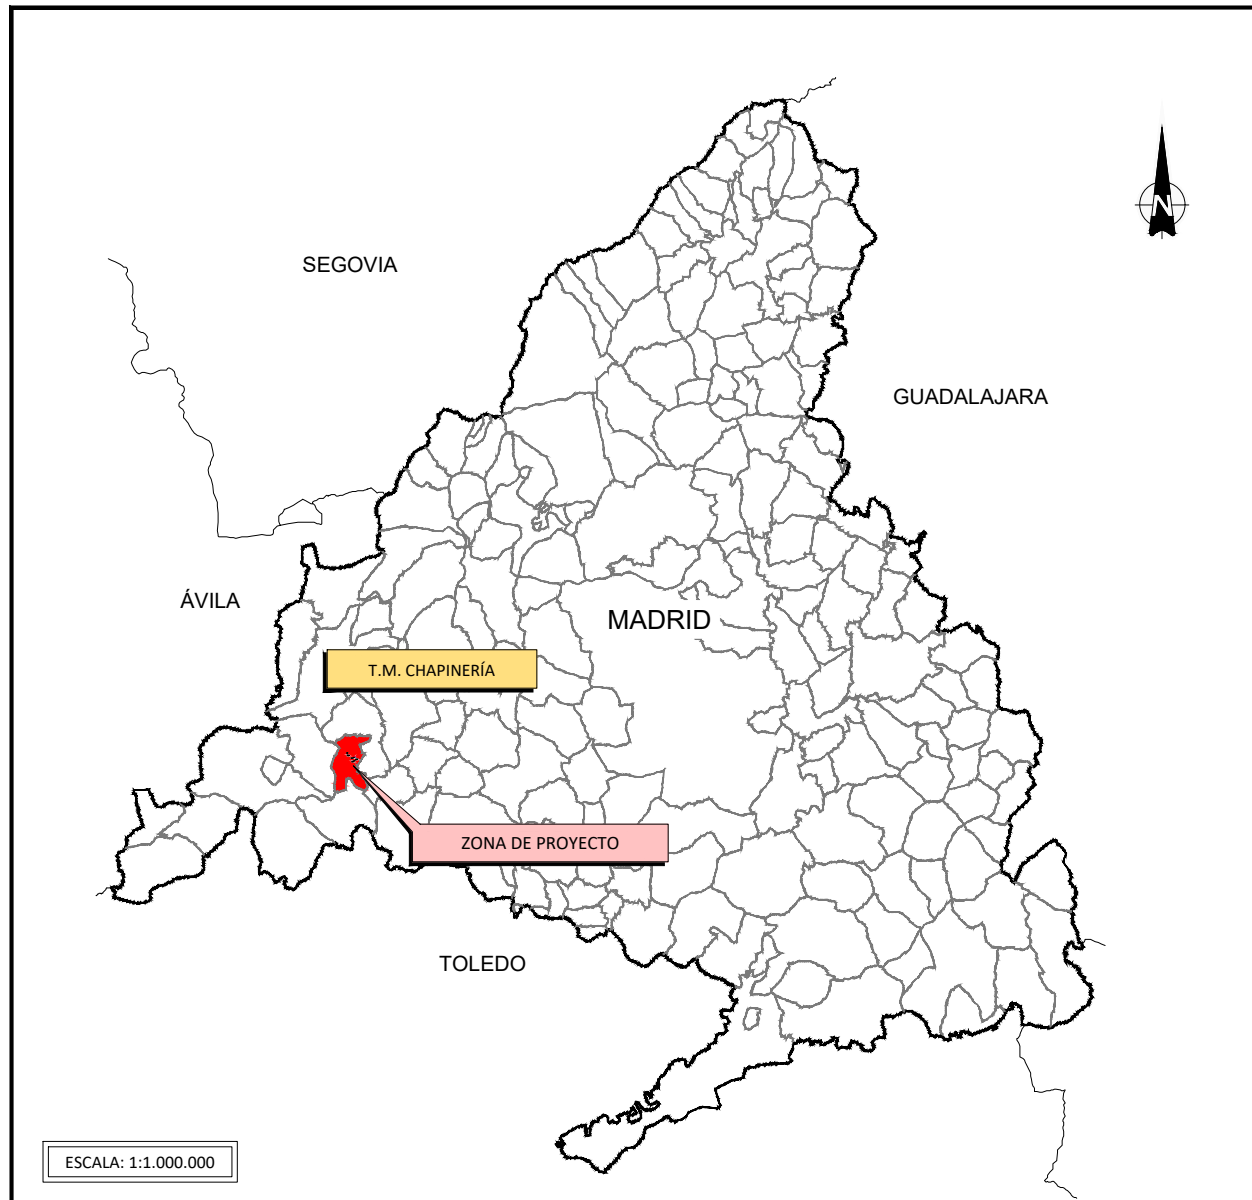 N
SEGOVIA
GUADALAJARA
ÁVILA
MADRID
T.M. CHAPINERÍA
ZONA DE PROYECTO
TOLEDO
ESCALA: 1:1.000.000